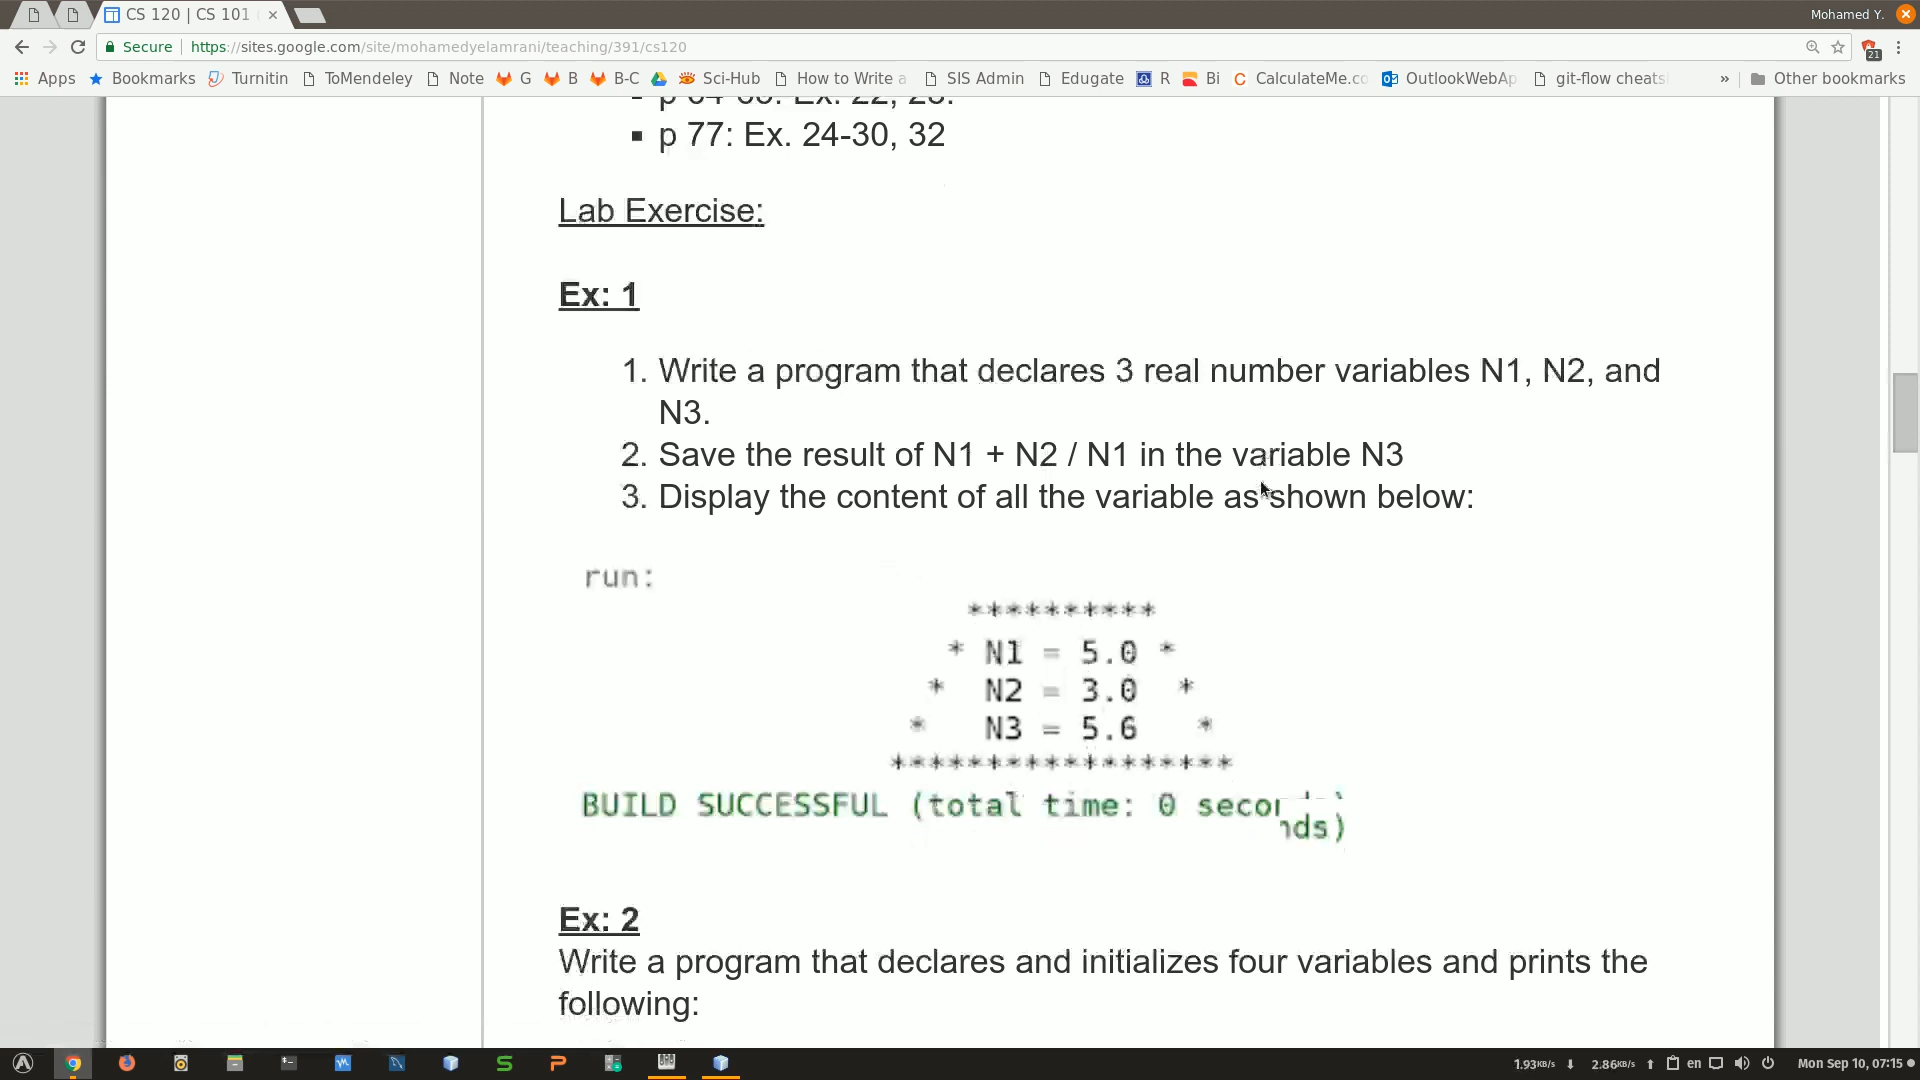 CS 120 | CS 101
Mohamed Y.
Secure | https://sites.google.com/site/mohamedyelamrani/teaching/391/cs120
21
Apps Bookmarks Turnitin ToMendeley Note G B B-C Sci-Hub How to Write a SIS Admin Edugate R Bi CalculateMe.co OutlookWebAp git-flow cheats » Other bookmarks
▪ p 77: Ex. 24-30, 32
Lab Exercise:
Ex: 1
1. Write a program that declares 3 real number variables N1, N2, and
N3.
2. Save the result of N1 + N2 / N1 in the variable N3
3. Display the content of all the variable as shown below:
run:
**********
* N1 = 5.0 *
* N2 = 3.0 *
* N3 = 5.6 *
******************
BUILD SUCCESSFUL (total time: 0 seconds)
Ex: 2
Write a program that declares and initializes four variables and prints the
following:
1.93KB/s 2.86KB/s en Mon Sep 10, 07:15